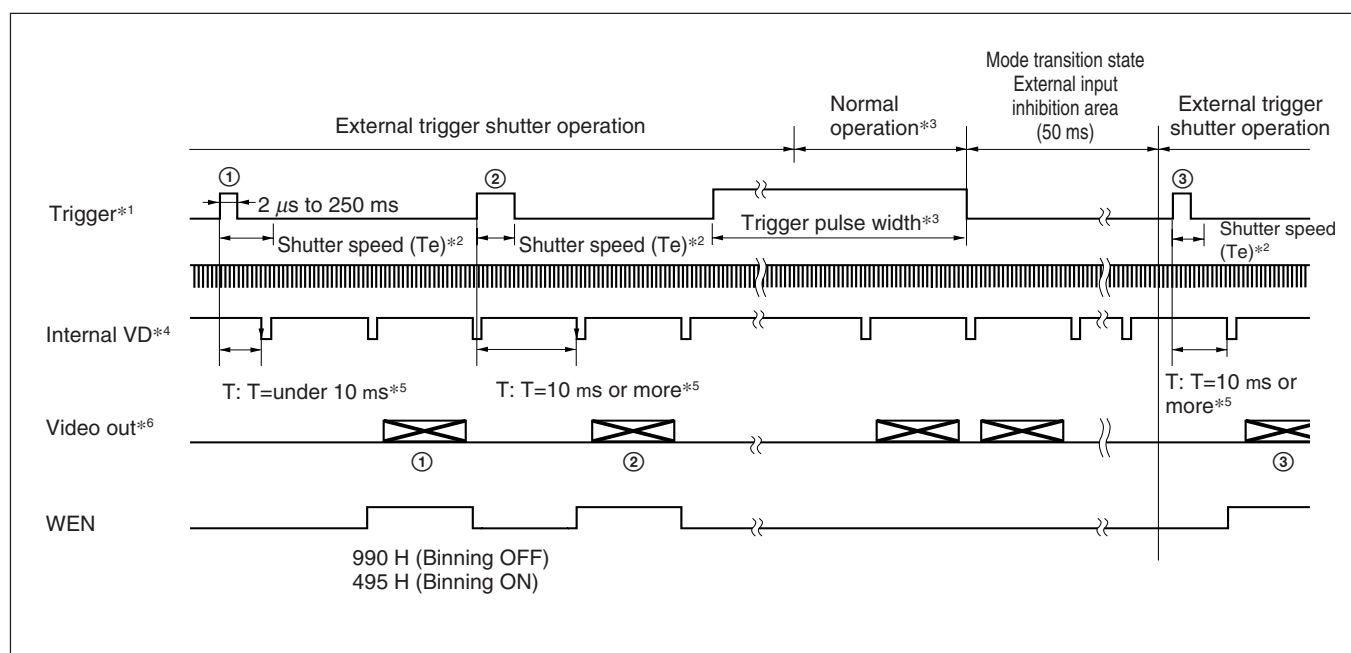 Mode transition state
External input
inhibition area
(50 ms)
Normal
operation*3
External trigger
shutter operation
External trigger shutter operation
①
②
③
Trigger*1
2 μs to 250 ms
Trigger pulse width*3
Shutter speed (Te)*2
Shutter speed (Te)*2
Shutter speed
(Te)*2
Internal VD*4
T: T=under 10 ms*5
T: T=10 ms or more*5
T: T=10 ms or
more*5
Video out*6
①
②
③
WEN
990 H (Binning OFF)
495 H (Binning ON)